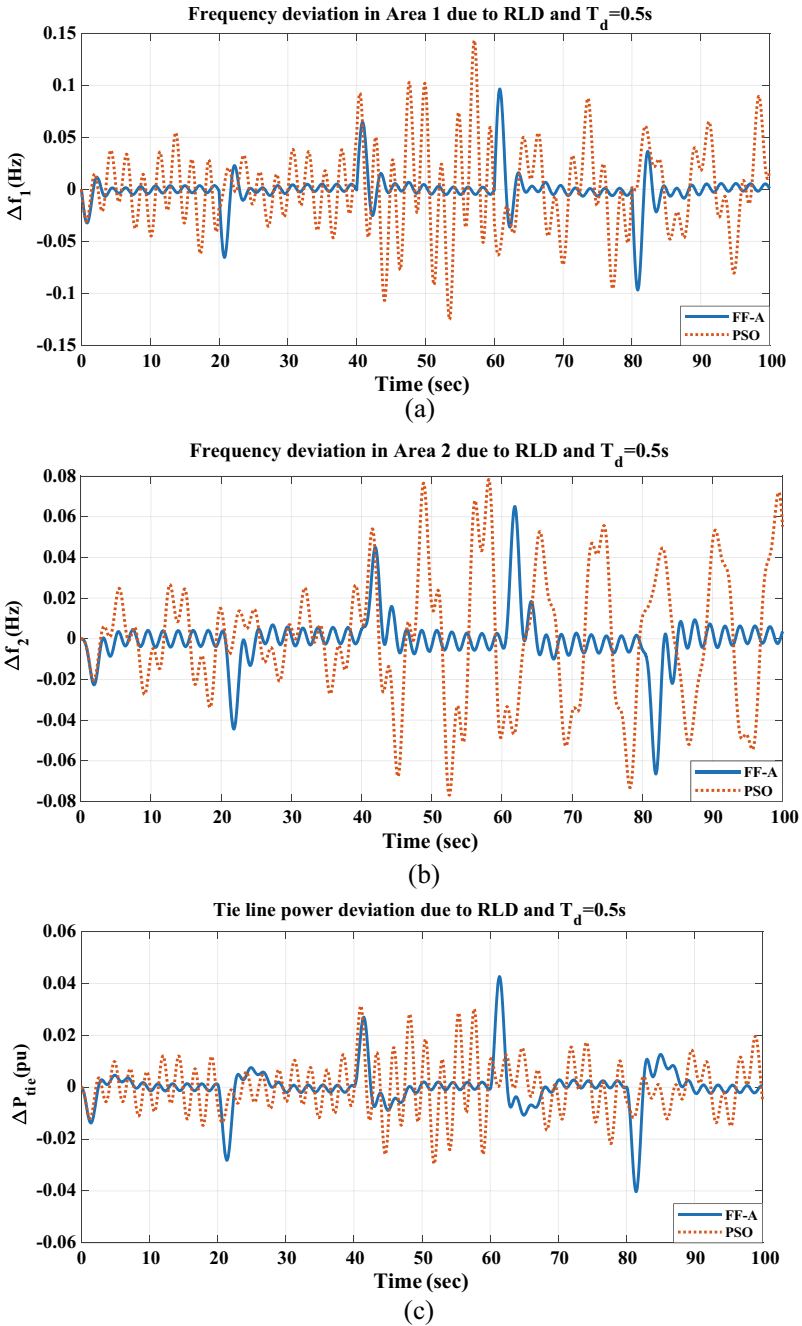 Frequency deviation in Area 1 due to RLD and T_d=0.5s
0.15
0.1
0.05
0
-0.05
-0.1
-0.15
Δf_1(Hz)
FF-A
PSO
0 10 20 30 40 50 60 70 80 90 100
Time (sec)
(a)
Frequency deviation in Area 2 due to RLD and T_d=0.5s
0.08
0.06
0.04
0.02
0
-0.02
-0.04
-0.06
-0.08
Δf_2(Hz)
FF-A
PSO
0 10 20 30 40 50 60 70 80 90 100
Time (sec)
(b)
Tie line power deviation due to RLD and T_d=0.5s
0.06
0.04
0.02
0
-0.02
-0.04
-0.06
ΔP_tie(pu)
FF-A
PSO
0 10 20 30 40 50 60 70 80 90 100
Time (sec)
(c)